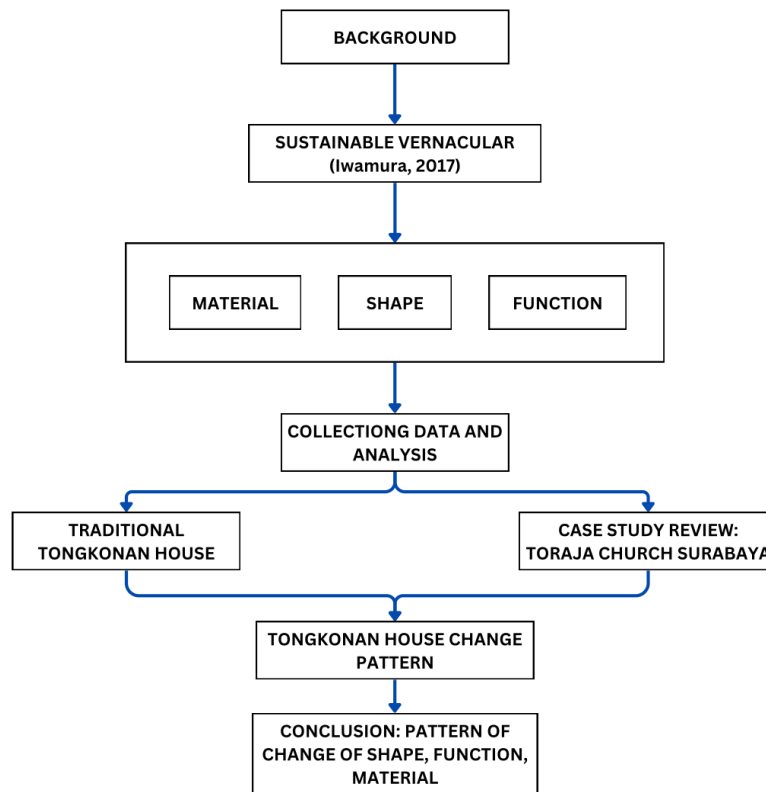 BACKGROUND
SUSTAINABLE VERNACULAR
(Iwamura, 2017)
MATERIAL
SHAPE
FUNCTION
COLLECTIONG DATA AND
ANALYSIS
TRADITIONAL
TONGKONAN HOUSE
CASE STUDY REVIEW:
TORAJA CHURCH SURABAYA
TONGKONAN HOUSE CHANGE
PATTERN
CONCLUSION: PATTERN OF
CHANGE OF SHAPE, FUNCTION,
MATERIAL